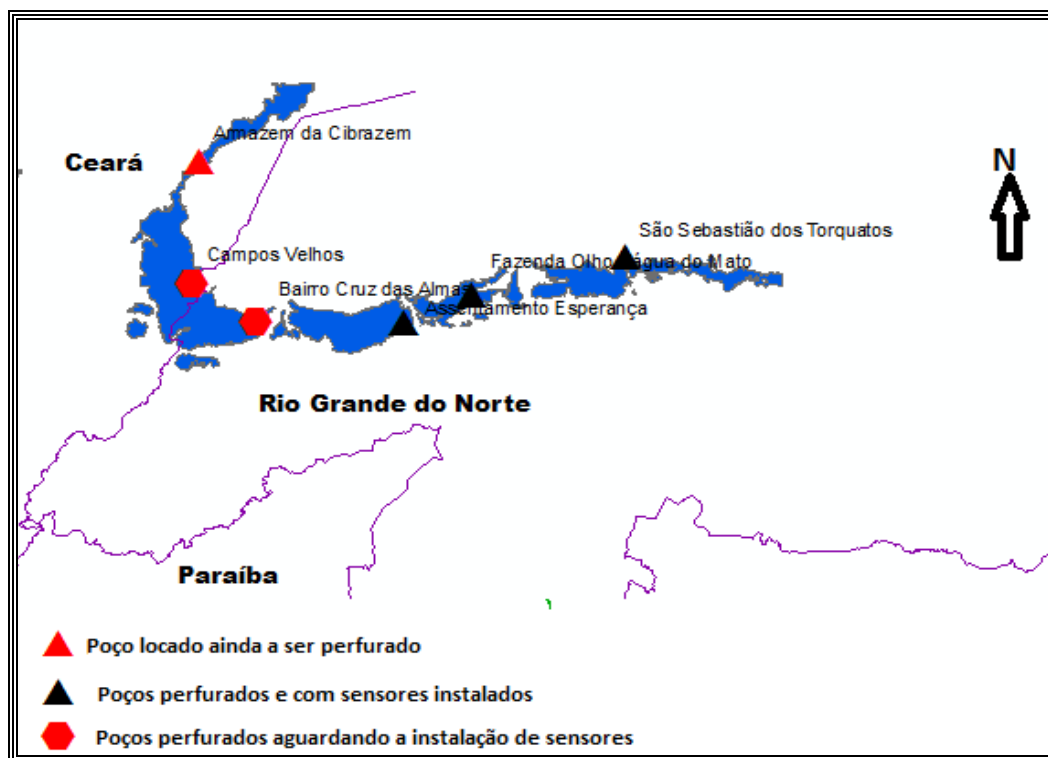 Armazem da Cibrazem
Ceará
N
São Sebastião dos Torquatos
Campos Velhos
Fazenda Olho água do Mato
Bairro Cruz das Almas
Assentamento Esperança
Rio Grande do Norte
Paraíba
Poço locado ainda a ser perfurado
Poços perfurados e com sensores instalados
Poços perfurados aguardando a instalação de sensores